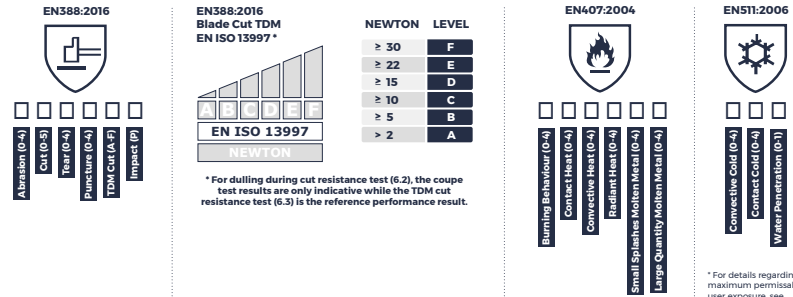 EN388:2016
Abrasion (0-4)
Cut (0-5)
Tear (0-4)
Puncture (0-4)
TDM Cut (A-F)
Impact (P)
EN388:2016
Blade Cut TDM
EN ISO 13997 *
A B C D E F
EN ISO 13997
NEWTON
NEWTON LEVEL
≥ 30 F
≥ 22 E
≥ 15 D
≥ 10 C
≥ 5 B
> 2 A
* For dulling during cut resistance test (6.2), the coupe
test results are only indicative while the TDM cut
resistance test (6.3) is the reference performance result.
EN407:2004
Burning Behaviour (0-4)
Contact Heat (0-4)
Convective Heat (0-4)
Radiant Heat (0-4)
Small Splashes Molten Metal (0-4)
Large Quantity Molten Metal (0-4)
EN511:2006
Convective Cold (0-4)
Contact Cold (0-4)
Water Penetration (0-1)
* For details regardin
maximum permissa
user exposure, see